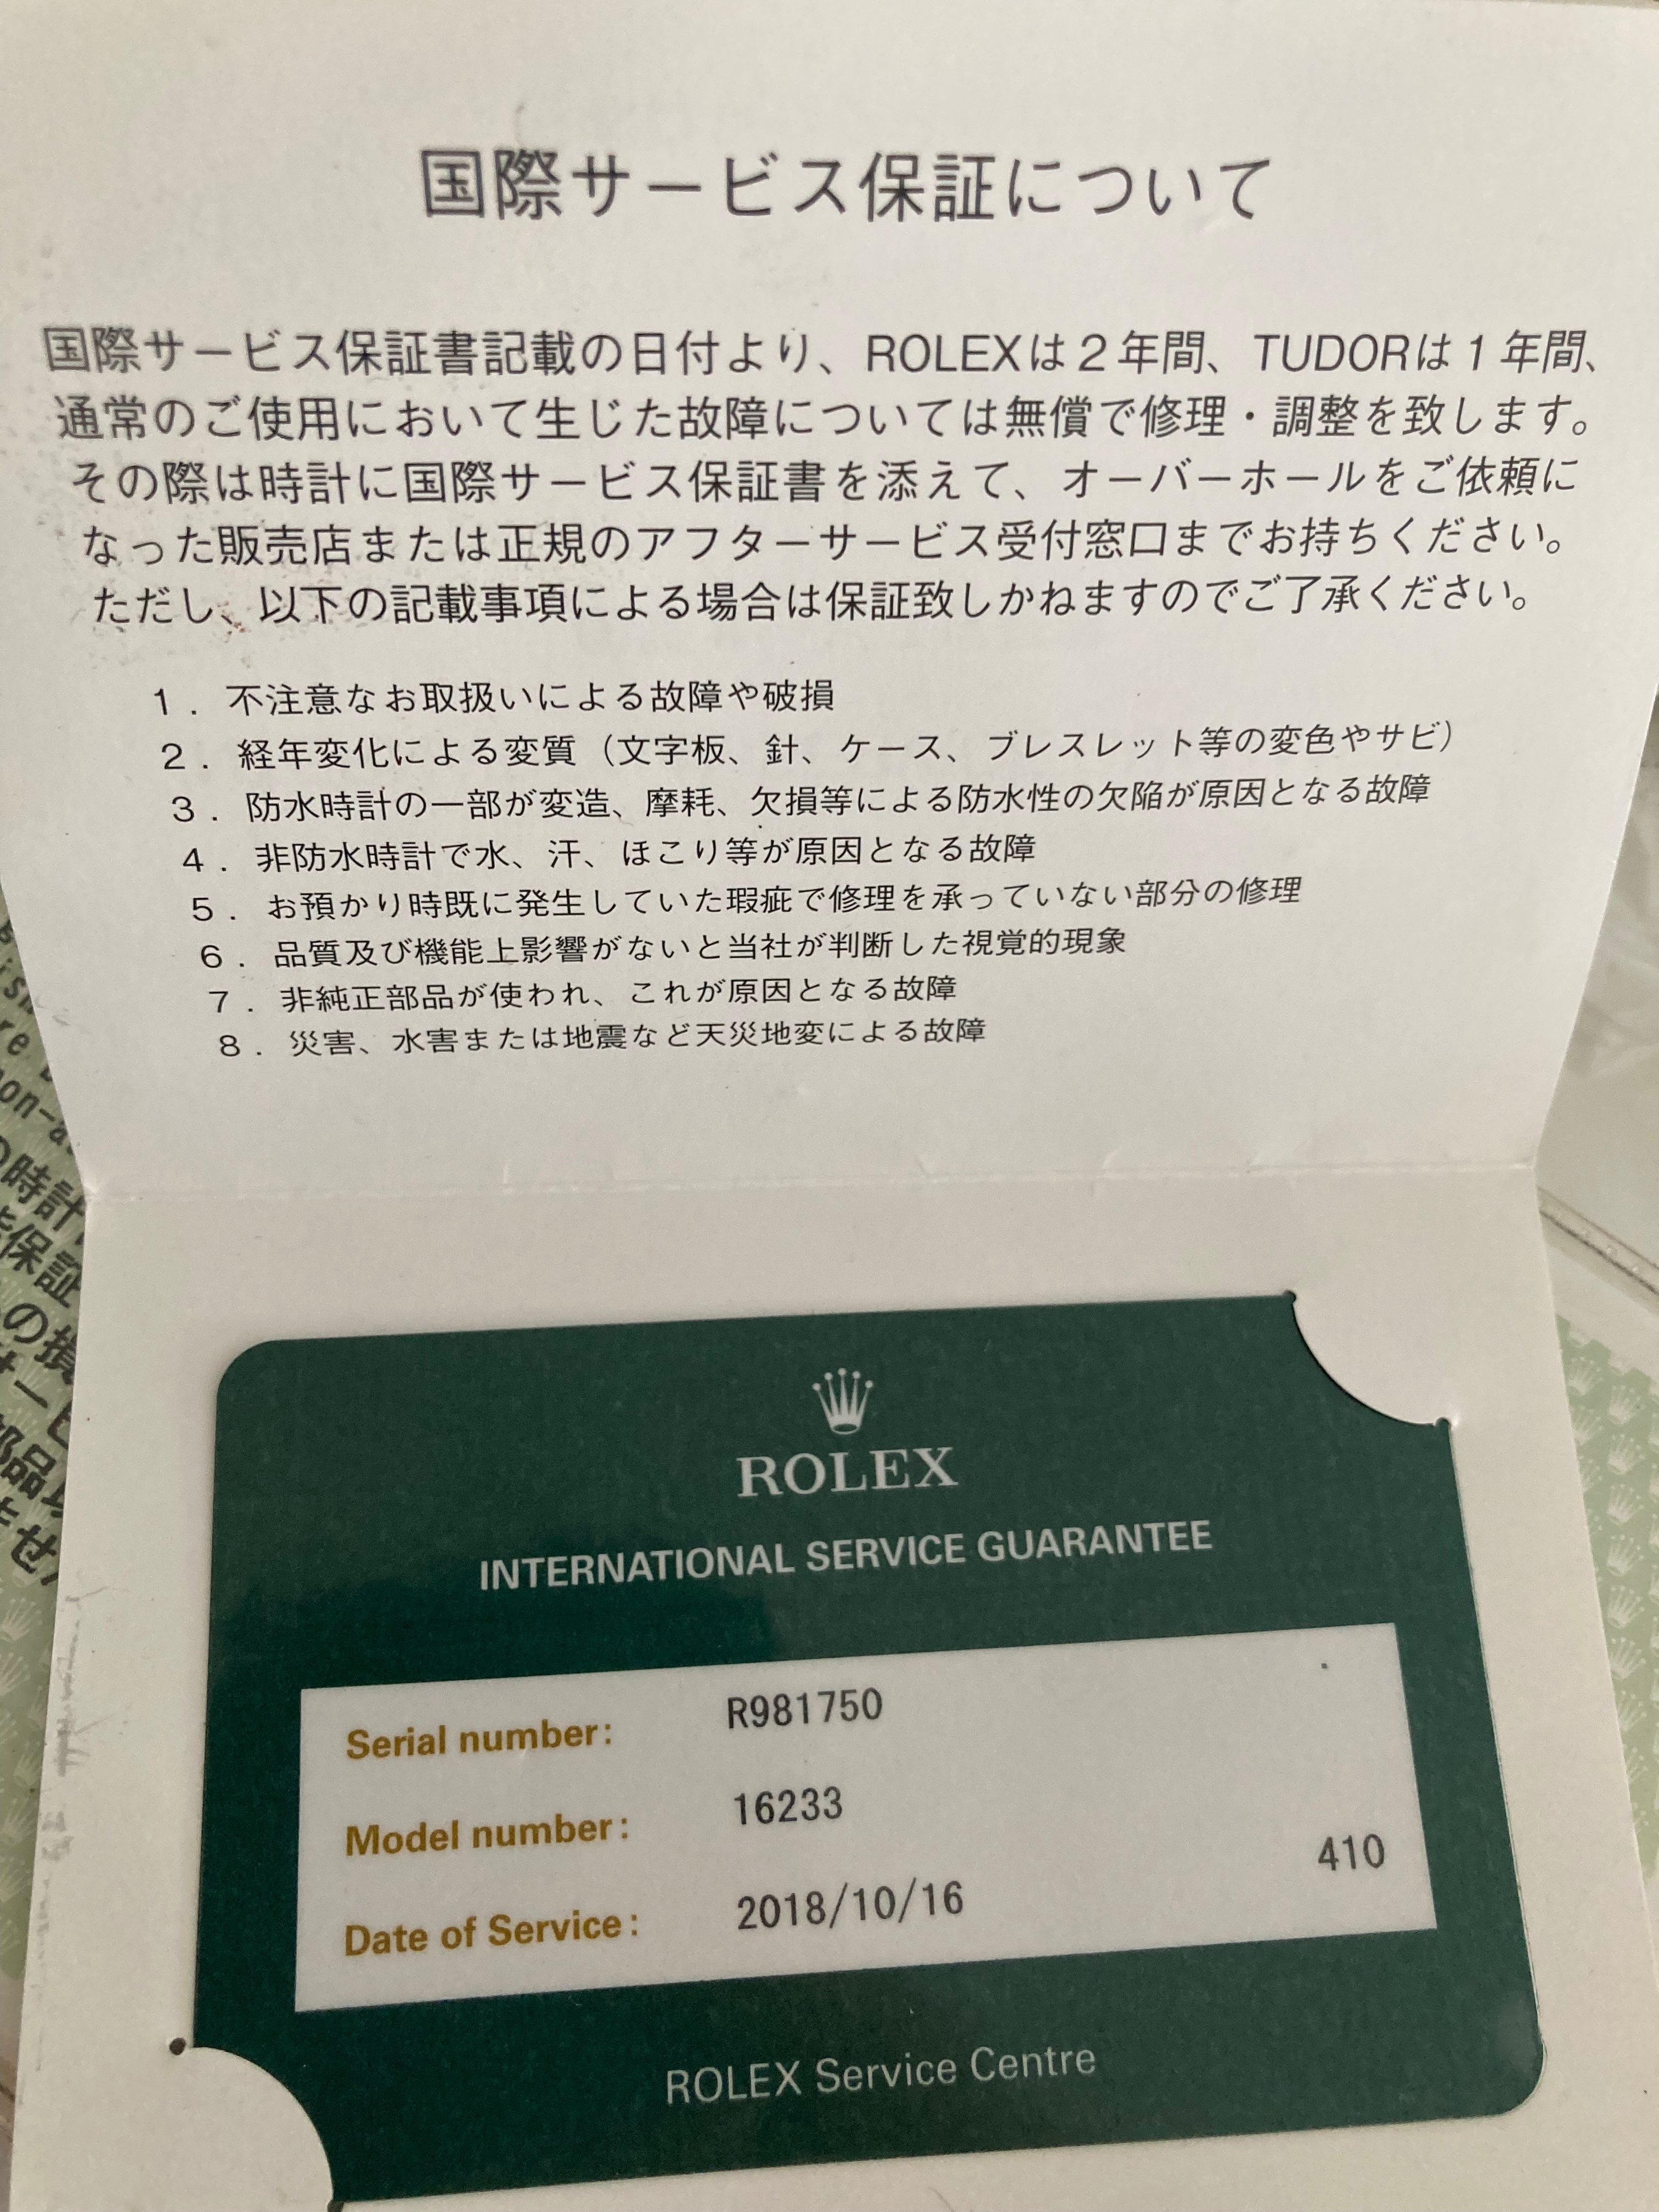 国際サービス保証について
国際サービス保証書記載の日付より、ROLEXは2年間、TUDORは1年間、
通常のご使用において生じた故障については無償で修理・調整を致します。
その際は時計に国際サービス保証書を添えて、オーバーホールをご依頼に
なった販売店または正規のアフターサービス受付窓口までお持ちください。
ただし、以下の記載事項による場合は保証致しかねますのでご了承ください。
1．不注意なお取扱いによる故障や破損
2．経年変化による変質（文字板、針、ケース、ブレスレット等の変色やサビ）
3．防水時計の一部が変造、摩耗、欠損等による防水性の欠陥が原因となる故障
4．非防水時計で水、汗、ほこり等が原因となる故障
5．お預かり時既に発生していた瑕疵で修理を承っていない部分の修理
6．品質及び機能上影響がないと当社が判断した視覚的現象
7．非純正部品が使われ、これが原因となる故障
8．災害、水害または地震など天災地変による故障
の時計
保証
の損
サービ
部品
ません
ROLEX
INTERNATIONAL SERVICE GUARANTEE
Serial number: R981750
Model number: 16233
410
Date of Service: 2018/10/16
ROLEX Service Centre